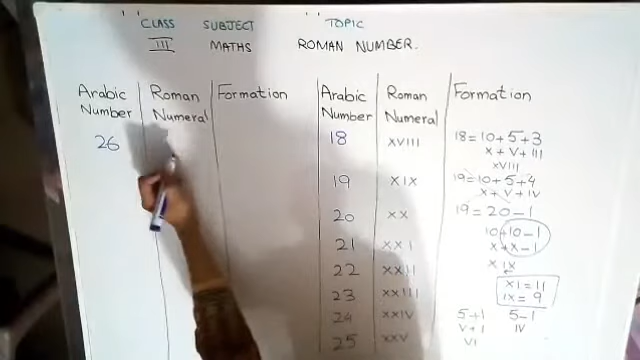 CLASS SUBJECT TOPIC
III MATHS ROMAN NUMBER.
Arabic Number Roman Numeral Formation
26
Arabic Number Roman Numeral Formation
18 XVIII 18 = 10 + 5 + 3
X + V + III
XVIII
19 XIX 19 = 10 + 5 + 4
X + V + IV
20 XX 19 = 20 - 1
10 + 10 - 1
21 XXI X + X - 1
X IX
22 XXII
XI = 11
IX = 9
23 XXIII
24 XXIV 5 + 1 5 - 1
V + I IV
25 XXV VI